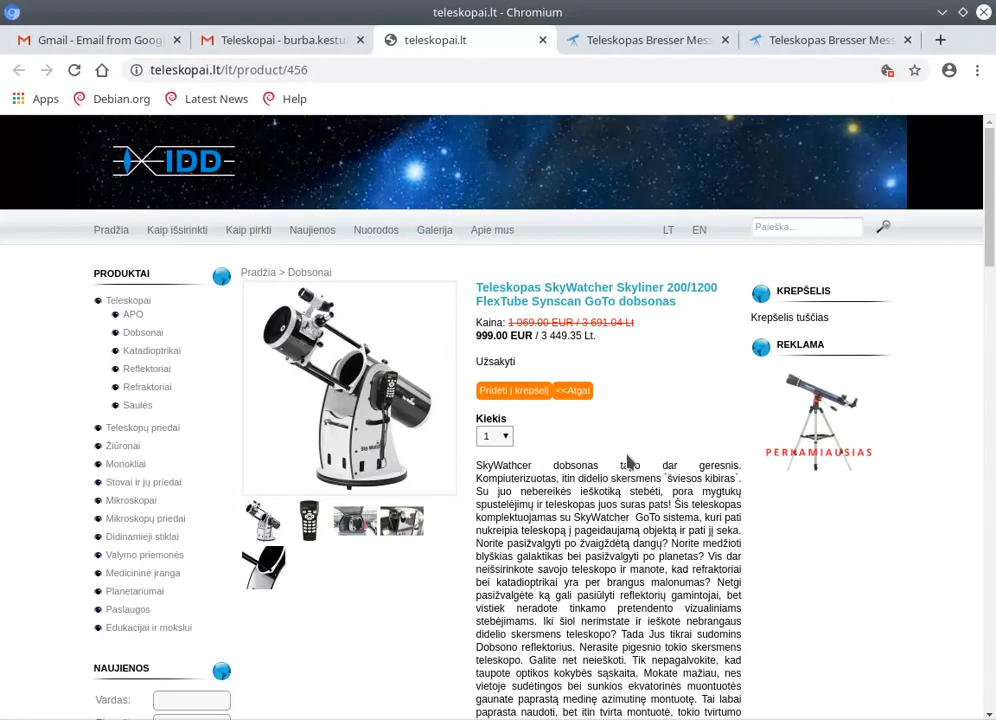 teleskopai.lt - Chromium
Gmail - Email from Goog
Teleskopai - burba.kestu
teleskopai.lt
Teleskopas Bresser Mess
Teleskopas Bresser Mess
teleskopai.lt/lt/product/456
Apps
Debian.org
Latest News
Help
IDD
Pradžia
Kaip išsirinkti
Kaip pirkti
Naujienos
Nuorodos
Galerija
Apie mus
LT
EN
Paieška...
PRODUKTAI
Teleskopai
APO
Dobsonai
Katadioptrikai
Reflektoriai
Refraktoriai
Saulės
Teleskopų priedai
Žiūronai
Monokliai
Stovai ir jų priedai
Mikroskopai
Mikroskopų priedai
Didinamieji stiklai
Valymo priemonės
Medicininė įranga
Planetariumai
Paslaugos
Edukacijai ir mokslui
NAUJIENOS
Vardas:
Pradžia > Dobsonai
Teleskopas SkyWatcher Skyliner 200/1200
FlexTube Synscan GoTo dobsonas
Kaina: 1 069.00 EUR / 3 691.04 Lt
999.00 EUR / 3 449.35 Lt.
Užsakyti
Pridėti į krepšelį
<<Atgal
Kiekis
1
SkyWathcer dobsonas tapo dar geresnis.
Kompiuterizuotas, itin didelio skersmens `šviesos kibiras`.
Su juo nebereikės ieškotiką stebėti, pora mygtukų
spustelėjimų ir teleskopas juos suras pats! Šis teleskopas
komplektuojamas su SkyWatcher GoTo sistema, kuri pati
nukreipia teleskopą į pageidaujamą objektą ir pati jį seka.
Norite pasižvalgyti po žvaigždėtą dangų? Norite medžioti
blyškias galaktikas bei pasižvalgyti po planetas? Vis dar
neišsirinkote savojo teleskopo ir manote, kad refraktoriai
bei katadioptrikai yra per brangus malonumas? Netgi
pasižvalgėte ką gali pasiūlyti reflektorių gamintojai, bet
vistiek neradote tinkamo pretendento vizualiniams
stebėjimams. Iki šiol nerimstate ir ieškote nebrangaus
didelio skersmens teleskopo? Tada Jus tikrai sudomins
Dobsono reflektorius. Nerasite pigesnio tokio skersmens
teleskopo. Galite net neieškoti. Tik nepagalvokite, kad
taupote optikos kokybės sąskaita. Mokate mažiau, nes
vietoje sudėtingos bei sunkios ekvatorinės muontuotės
gaunate paprastą medinę azimutinę montuotę. Tai labai
paprasta naudoti, bet itin tvirta montuotė, tokio tvirtumo
KREPŠELIS
Krepšelis tuščias
REKLAMA
PERKAMIAUSIAS